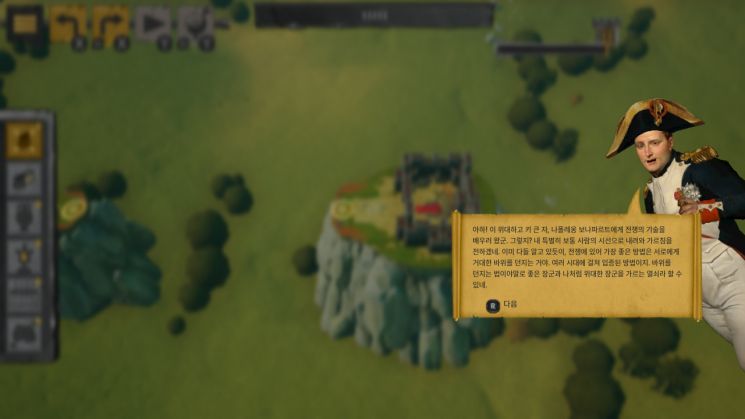 아하! 이 위대하고 키 큰 자, 나폴레옹 보나파르트에게 전쟁의 기술을
배우러 왔군. 그렇지? 내 특별히 보통 사람의 시선으로 내려와 가르침을
전하겠네. 이미 다들 알고 있듯이, 전쟁에 있어 가장 좋은 방법은 서로에게
거대한 바위를 던지는 거야. 여러 시대에 걸쳐 입증된 방법이지. 바위를
던지는 법이야말로 좋은 장군과 나처럼 위대한 장군을 가르는 열쇠라 할 수
있네.
R 다음